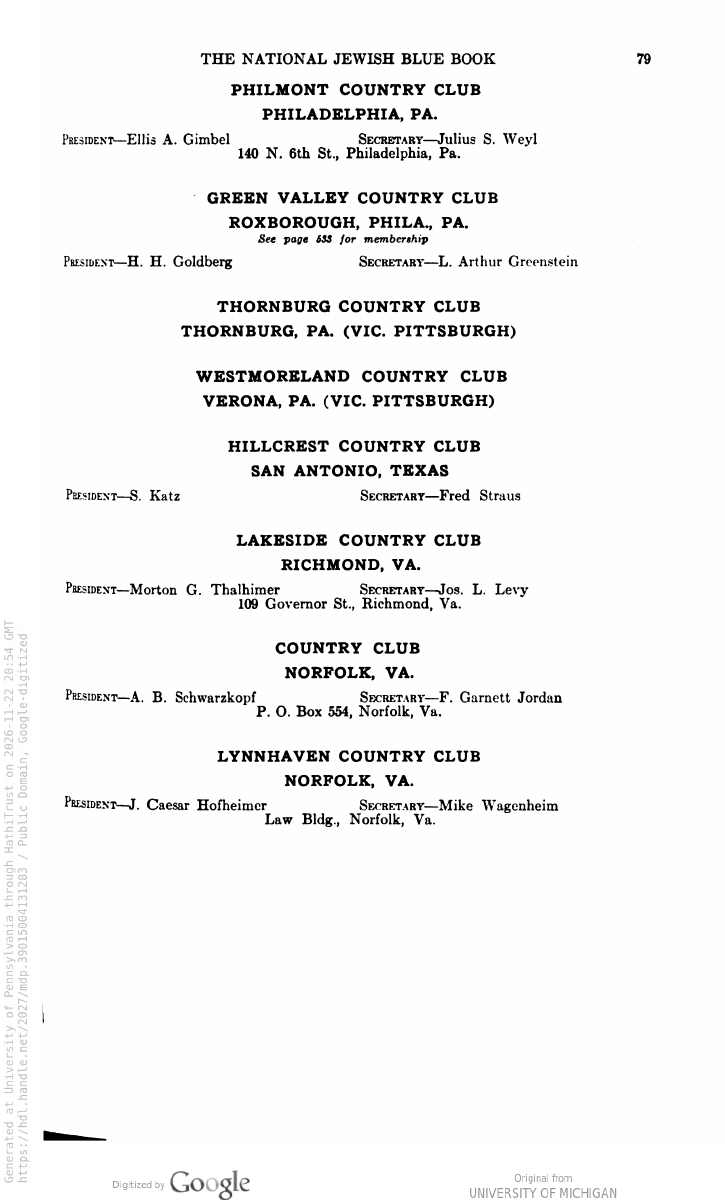 THE NATIONAL JEWISH BLUE BOOK 79
PHILMONT COUNTRY CLUB
PHILADELPHIA, PA.
PRESIDENT—Ellis A. Gimbel SECRETARY—Julius S. Weyl
140 N. 6th St., Philadelphia, Pa.
GREEN VALLEY COUNTRY CLUB
ROXBOROUGH, PHILA., PA.
See page 533 for membership
PRESIDENT—H. H. Goldberg SECRETARY—L. Arthur Greenstein
THORNBURG COUNTRY CLUB
THORNBURG, PA. (VIC. PITTSBURGH)
WESTMORELAND COUNTRY CLUB
VERONA, PA. (VIC. PITTSBURGH)
HILLCREST COUNTRY CLUB
SAN ANTONIO, TEXAS
PRESIDENT—S. Katz SECRETARY—Fred Straus
LAKESIDE COUNTRY CLUB
RICHMOND, VA.
PRESIDENT—Morton G. Thalhimer SECRETARY—Jos. L. Levy
109 Governor St., Richmond, Va.
COUNTRY CLUB
NORFOLK, VA.
PRESIDENT—A. B. Schwarzkopf SECRETARY—F. Garnett Jordan
P. O. Box 554, Norfolk, Va.
LYNNHAVEN COUNTRY CLUB
NORFOLK, VA.
PRESIDENT—J. Caesar Hofheimer SECRETARY—Mike Wagenheim
Law Bldg., Norfolk, Va.
Generated at University of Pennsylvania through HathiTrust on 2026-11-22 20:54 GMT
https://hdl.handle.net/2027/mdp.39015004131203 / Public Domain, Google-digitized
Digitized by Google
Original from
UNIVERSITY OF MICHIGAN